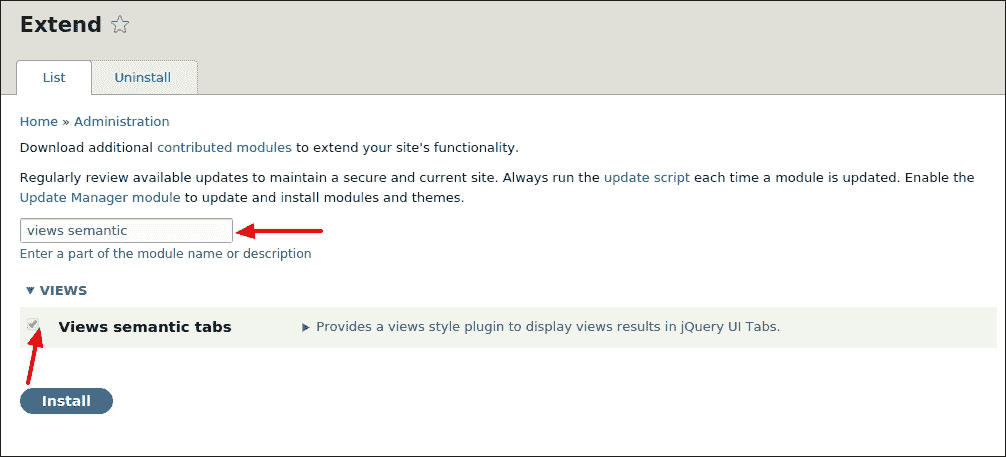 Extend
List
Uninstall
Home » Administration
Download additional contributed modules to extend your site's functionality.
Regularly review available updates to maintain a secure and current site. Always run the update script each time a module is updated. Enable the
Update Manager module to update and install modules and themes.
views semantic
Enter a part of the module name or description
▼ VIEWS
Views semantic tabs
► Provides a views style plugin to display views results in jQuery UI Tabs.
Install